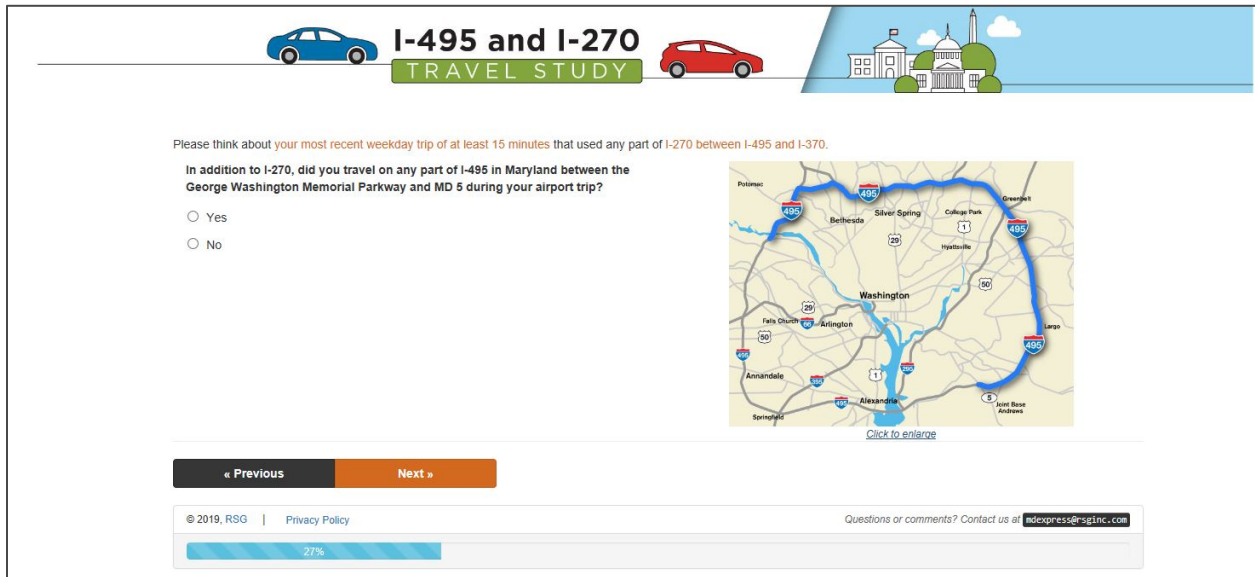 I-495 and I-270
TRAVEL STUDY
Please think about your most recent weekday trip of at least 15 minutes that used any part of I-270 between I-495 and I-370.
In addition to I-270, did you travel on any part of I-495 in Maryland between the
George Washington Memorial Parkway and MD 5 during your airport trip?
Yes
No
Potomac
495
Greenbelt
495
Bethesda
Silver Spring
College Park
1
495
29
Hyattsville
50
Washington
29
Falls Church
66
Arlington
50
Largo
495
495
Annandale
395
1
295
495
Alexandria
5
Joint Base
Andrews
Springfield
Click to enlarge
« Previous
Next »
© 2019, RSG | Privacy Policy
Questions or comments? Contact us at mdexpress@rsginc.com
27%